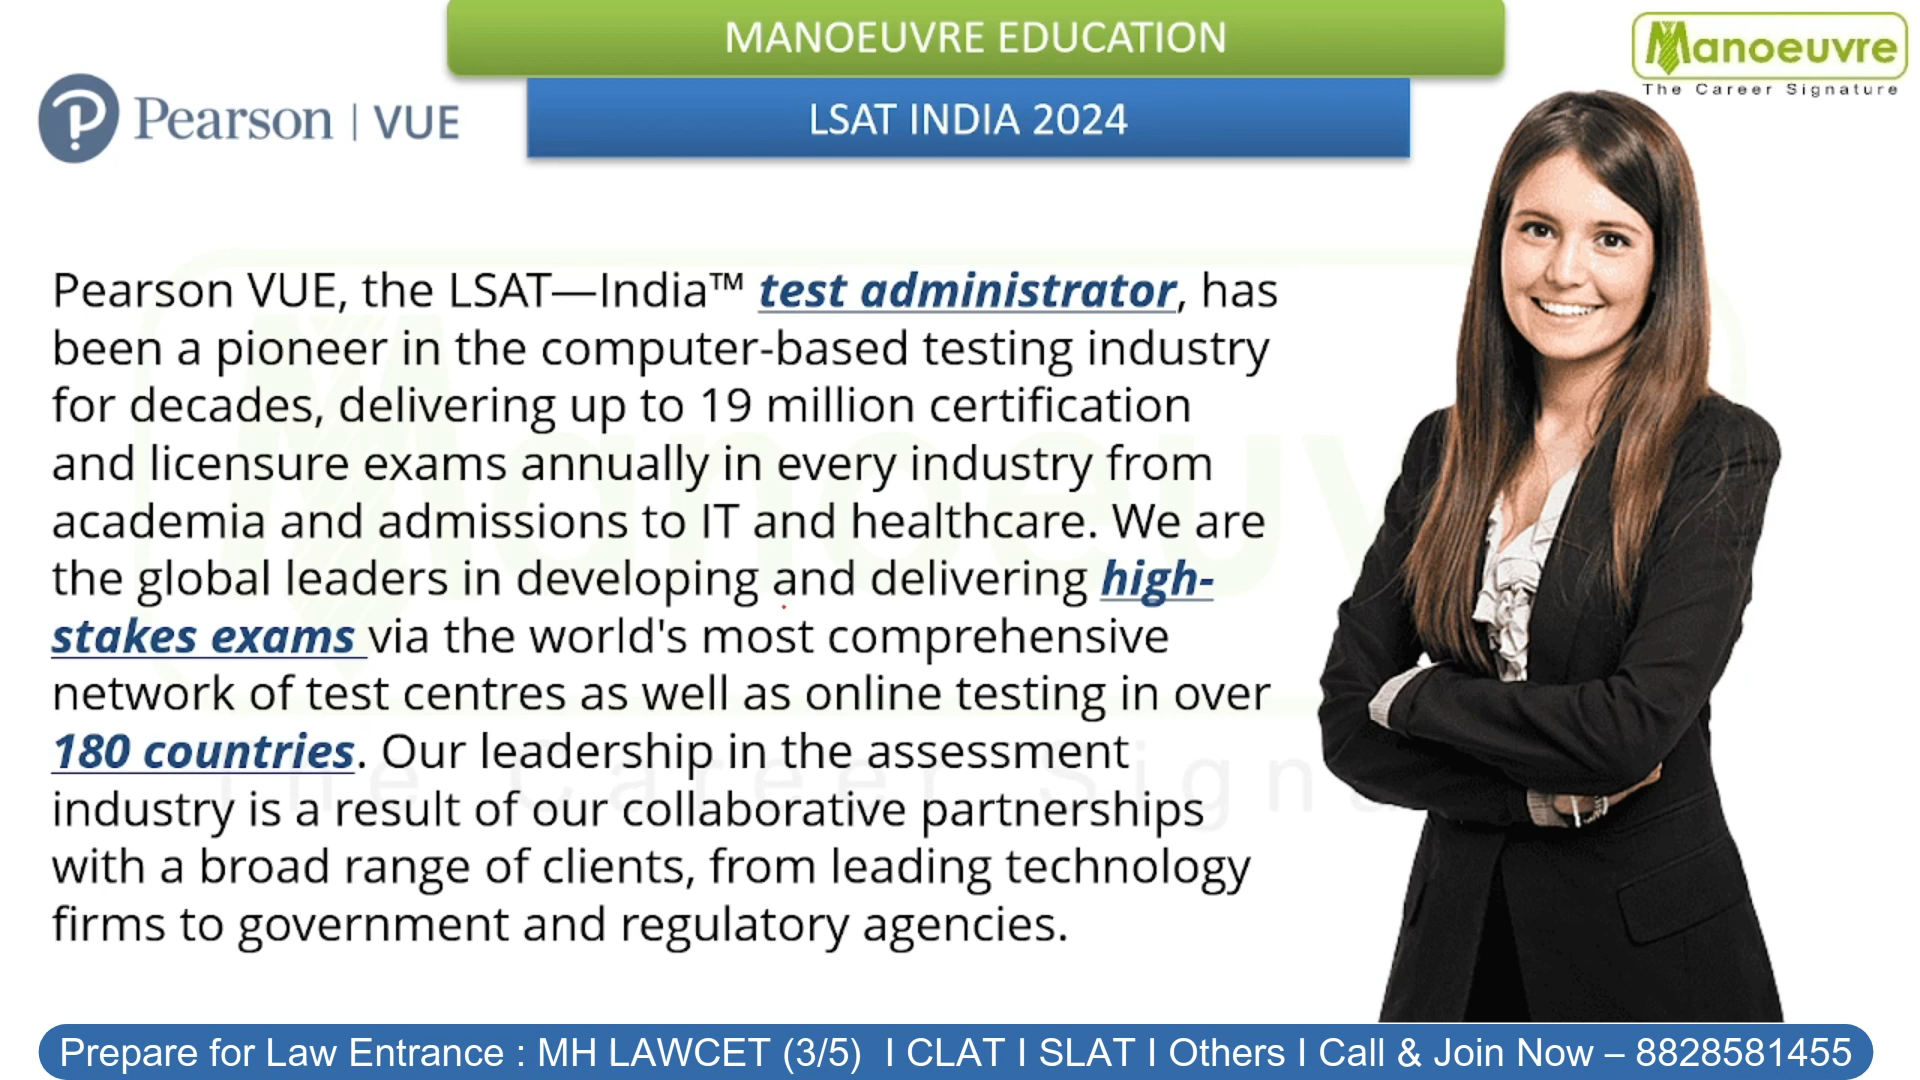 MANOEUVRE EDUCATION
Manoeuvre
The Career Signature
Pearson | VUE
LSAT INDIA 2024
Pearson VUE, the LSAT—India™ test administrator, has
been a pioneer in the computer-based testing industry
for decades, delivering up to 19 million certification
and licensure exams annually in every industry from
academia and admissions to IT and healthcare. We are
the global leaders in developing and delivering high-
stakes exams via the world's most comprehensive
network of test centres as well as online testing in over
180 countries. Our leadership in the assessment
industry is a result of our collaborative partnerships
with a broad range of clients, from leading technology
firms to government and regulatory agencies.
Prepare for Law Entrance : MH LAWCET (3/5) I CLAT I SLAT I Others I Call & Join Now – 8828581455